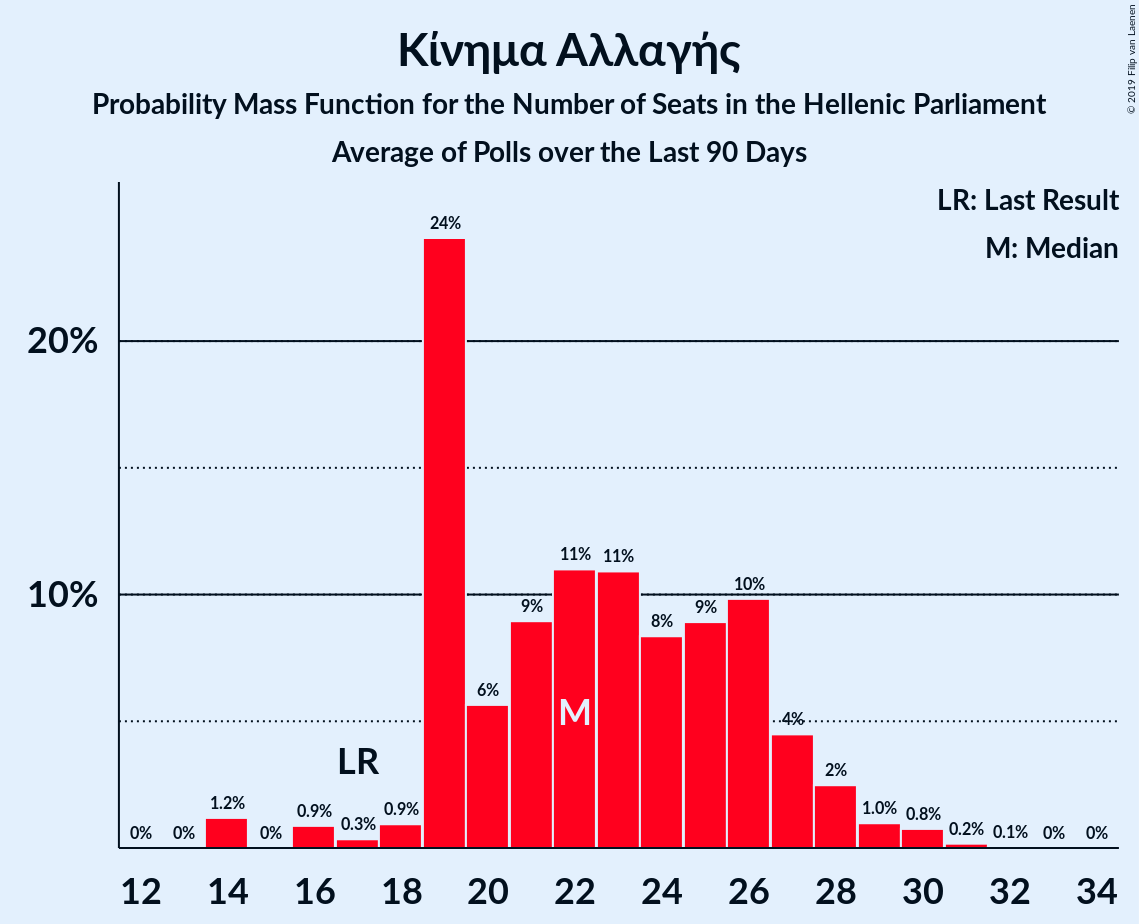 Κίνημα Αλλαγής
Probability Mass Function for the Number of Seats in the Hellenic Parliament
Average of Polls over the Last 90 Days
© 2019 Filip van Laenen
LR: Last Result
M: Median
20%
10%
0% 0% 1.2% 0% 0.9% 0.3% 0.9% 24% 6% 9% 11% 11% 8% 9% 10% 4% 2% 1.0% 0.8% 0.2% 0.1% 0% 0%
LR
M
12 14 16 18 20 22 24 26 28 30 32 34